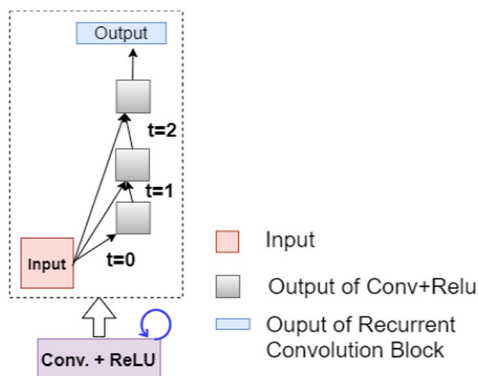 Output
t=2
t=1
t=0
Input
Conv. + ReLU
Input
Output of Conv+Relu
Ouput of Recurrent
Convolution Block